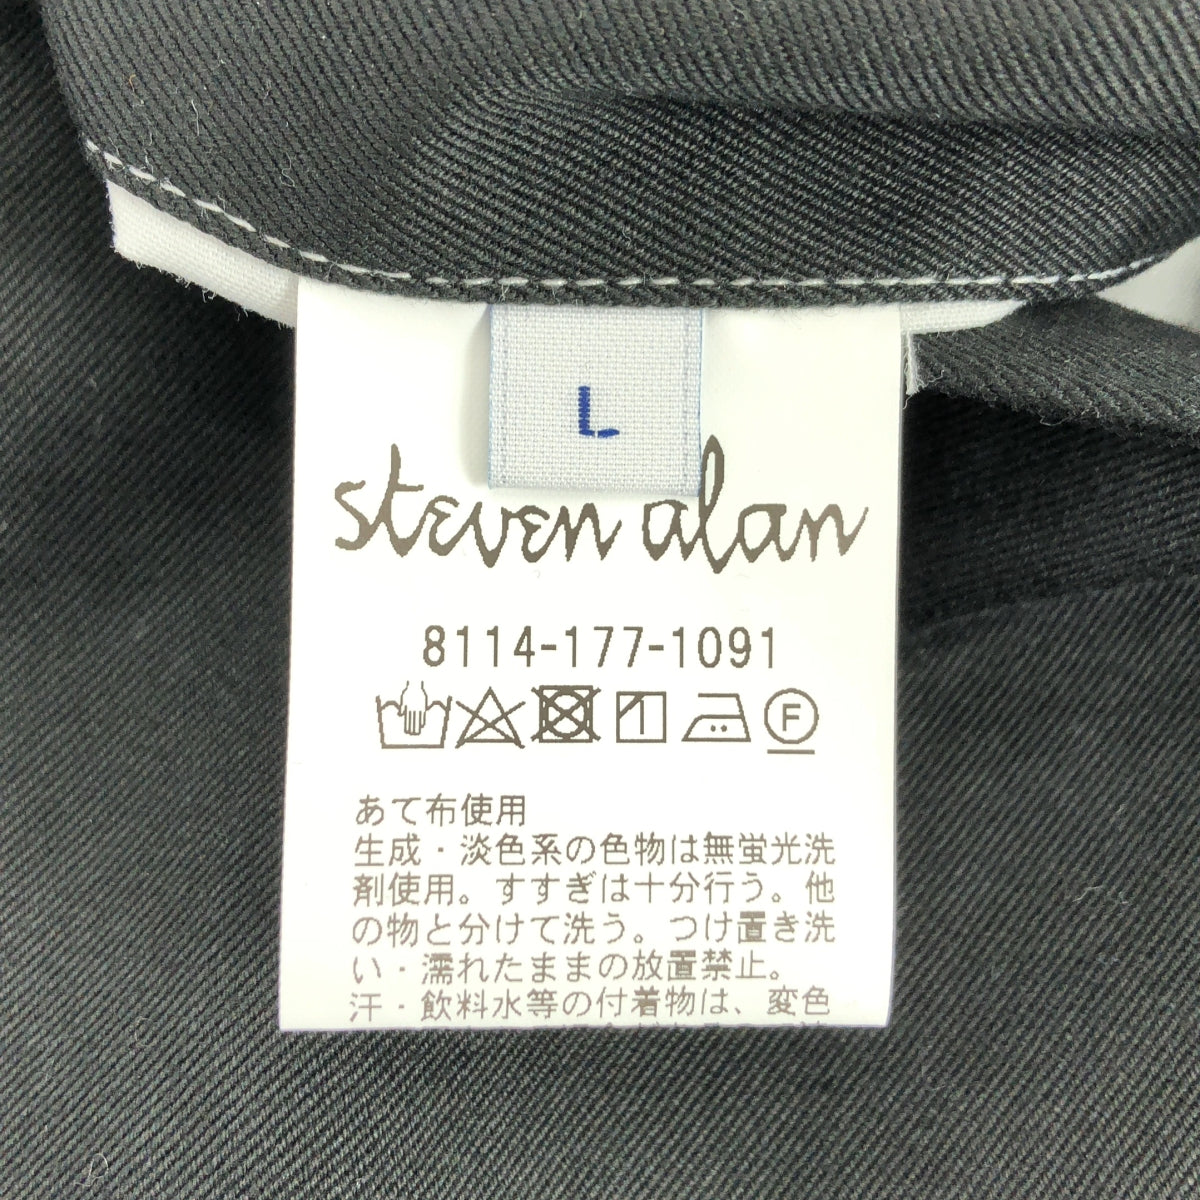 L
steven alan
8114-177-1091
F
あて布使用
生成・淡色系の色物は無蛍光洗
剤使用。すすぎは十分行う。他
の物と分けて洗う。つけ置き洗
い・濡れたままの放置禁止。
汗・飲料水等の付着物は、変色